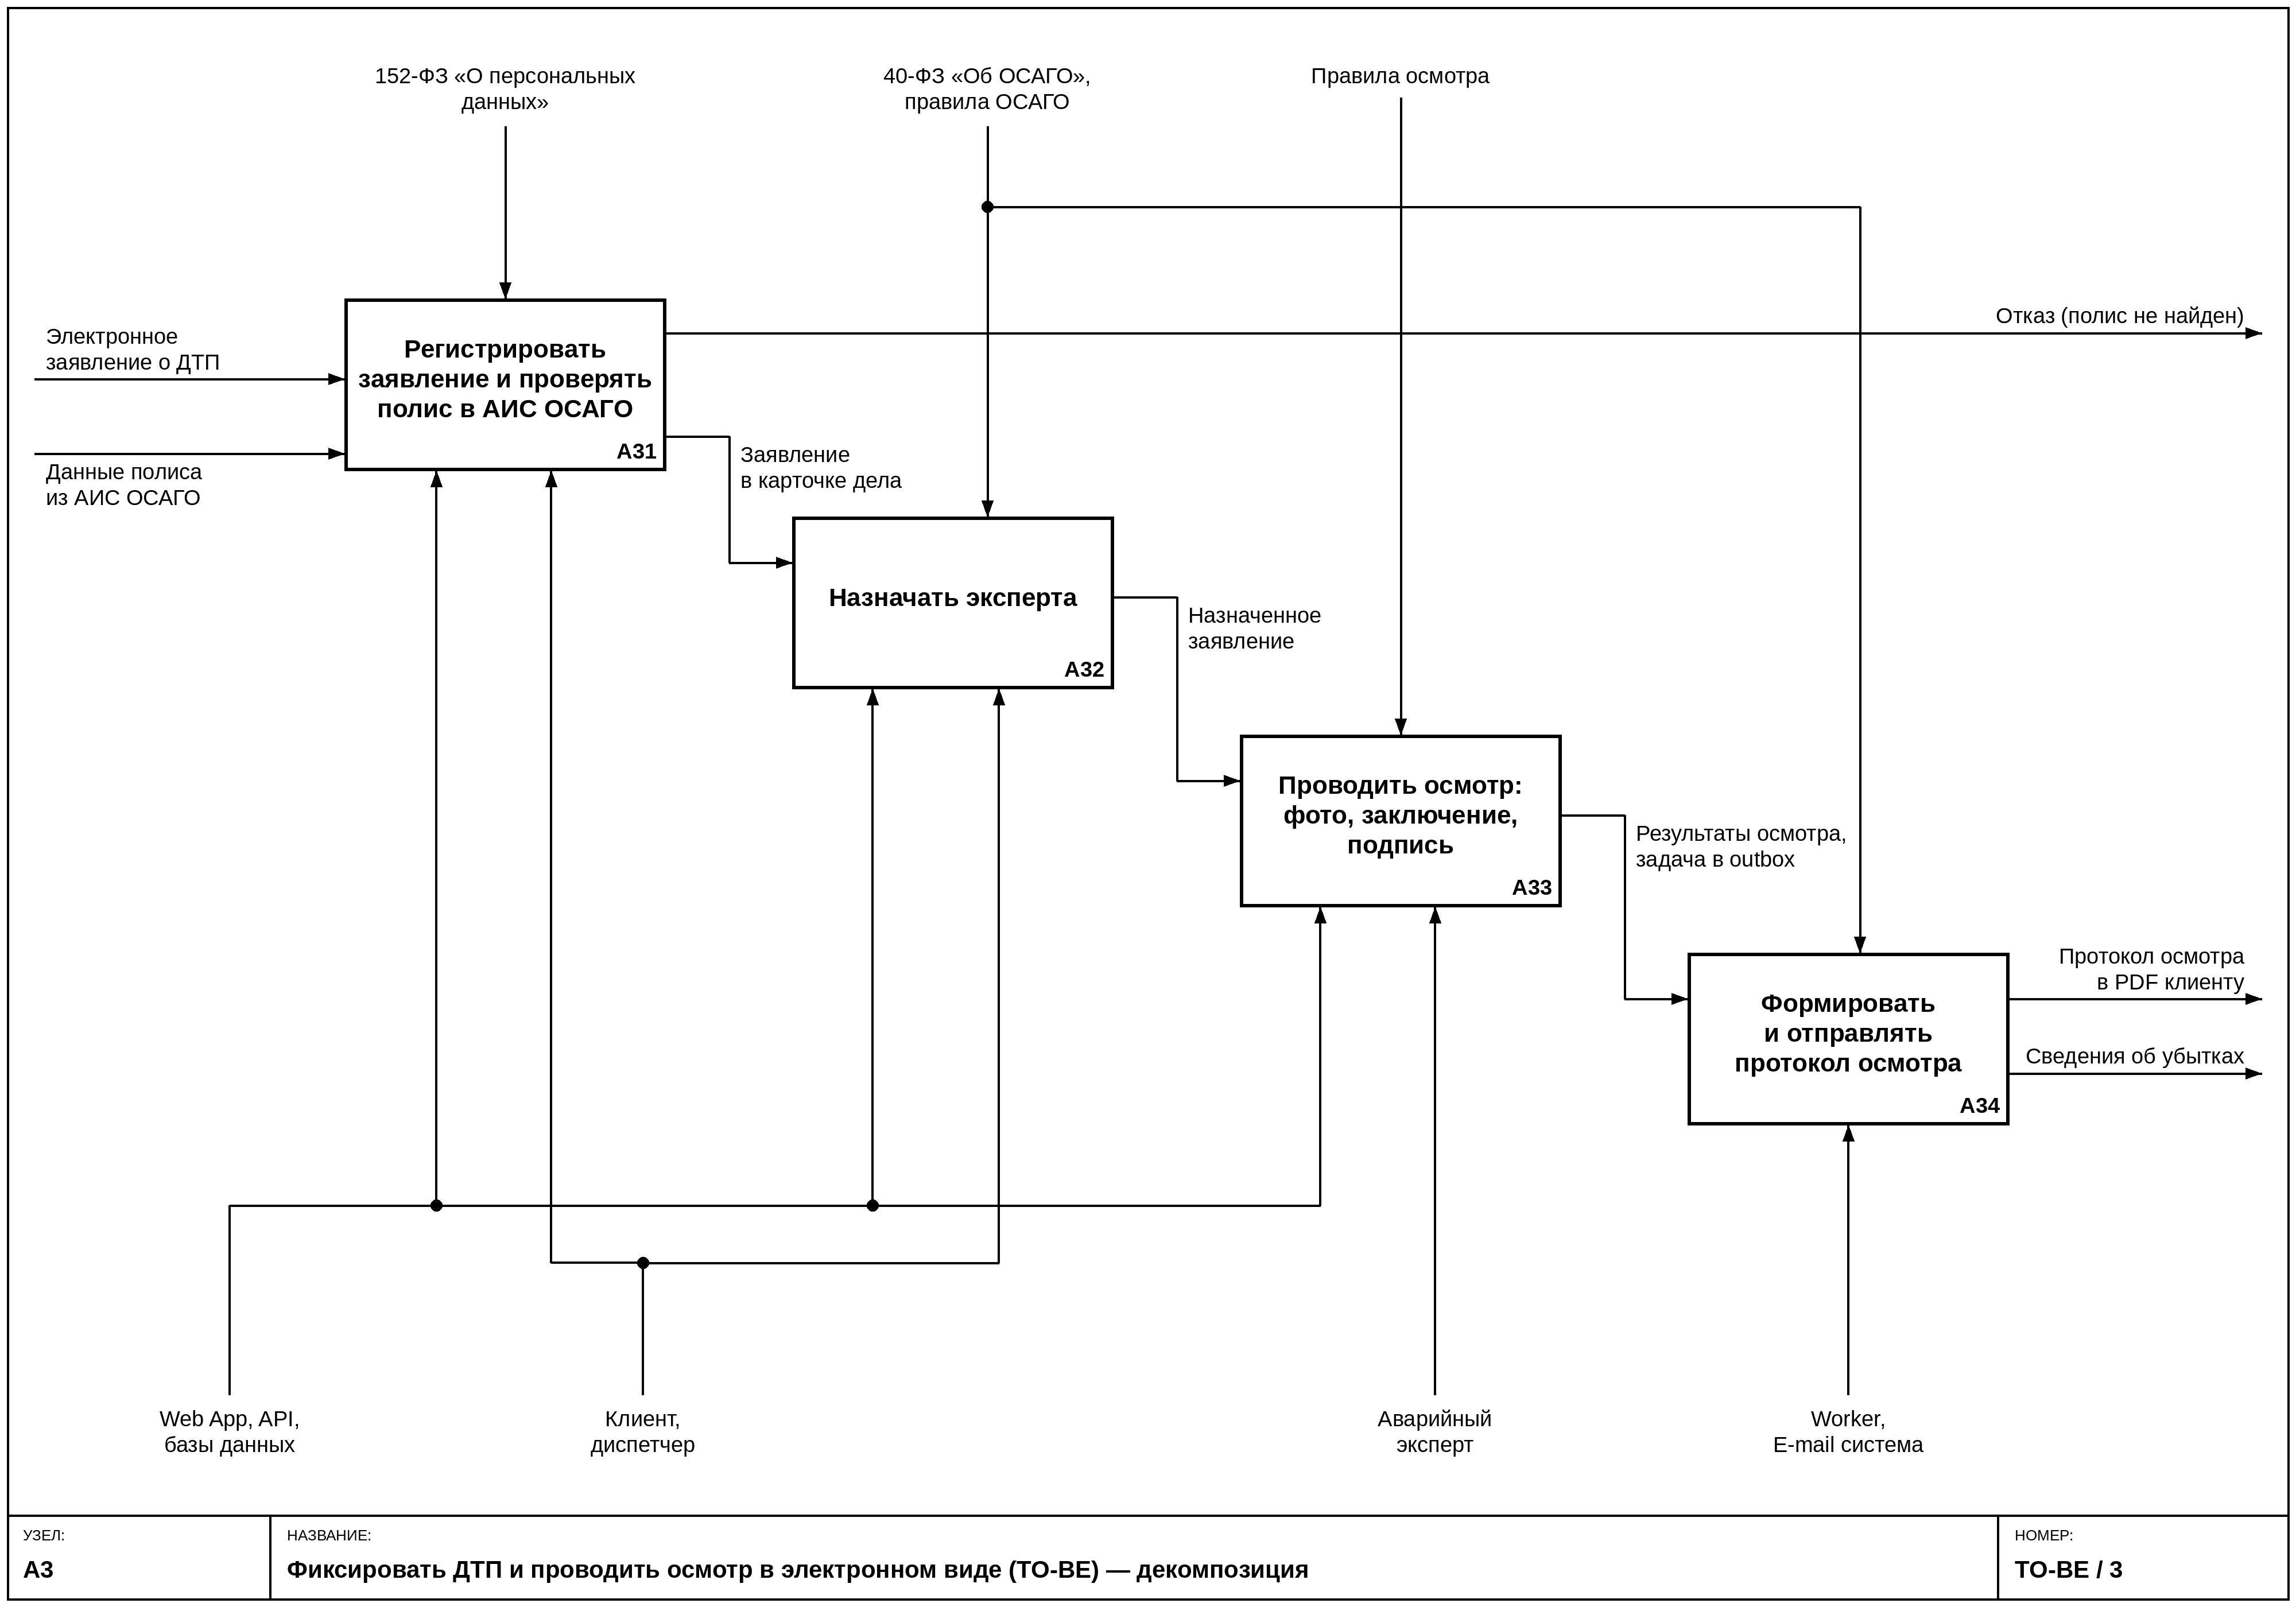 152-ФЗ «О персональных
данных»
40-ФЗ «Об ОСАГО»,
правила ОСАГО
Правила осмотра
Отказ (полис не найден)
Электронное
заявление о ДТП
Регистрировать
заявление и проверять
полис в АИС ОСАГО
A31
Данные полиса
из АИС ОСАГО
Заявление
в карточке дела
Назначать эксперта
A32
Назначенное
заявление
Проводить осмотр:
фото, заключение,
подпись
A33
Результаты осмотра,
задача в outbox
Формировать
и отправлять
протокол осмотра
A34
Протокол осмотра
в PDF клиенту
Сведения об убытках
Web App, API,
базы данных
Клиент,
диспетчер
Аварийный
эксперт
Worker,
E-mail система
УЗЕЛ:
A3
НАЗВАНИЕ:
Фиксировать ДТП и проводить осмотр в электронном виде (TO-BE) — декомпозиция
НОМЕР:
TO-BE / 3